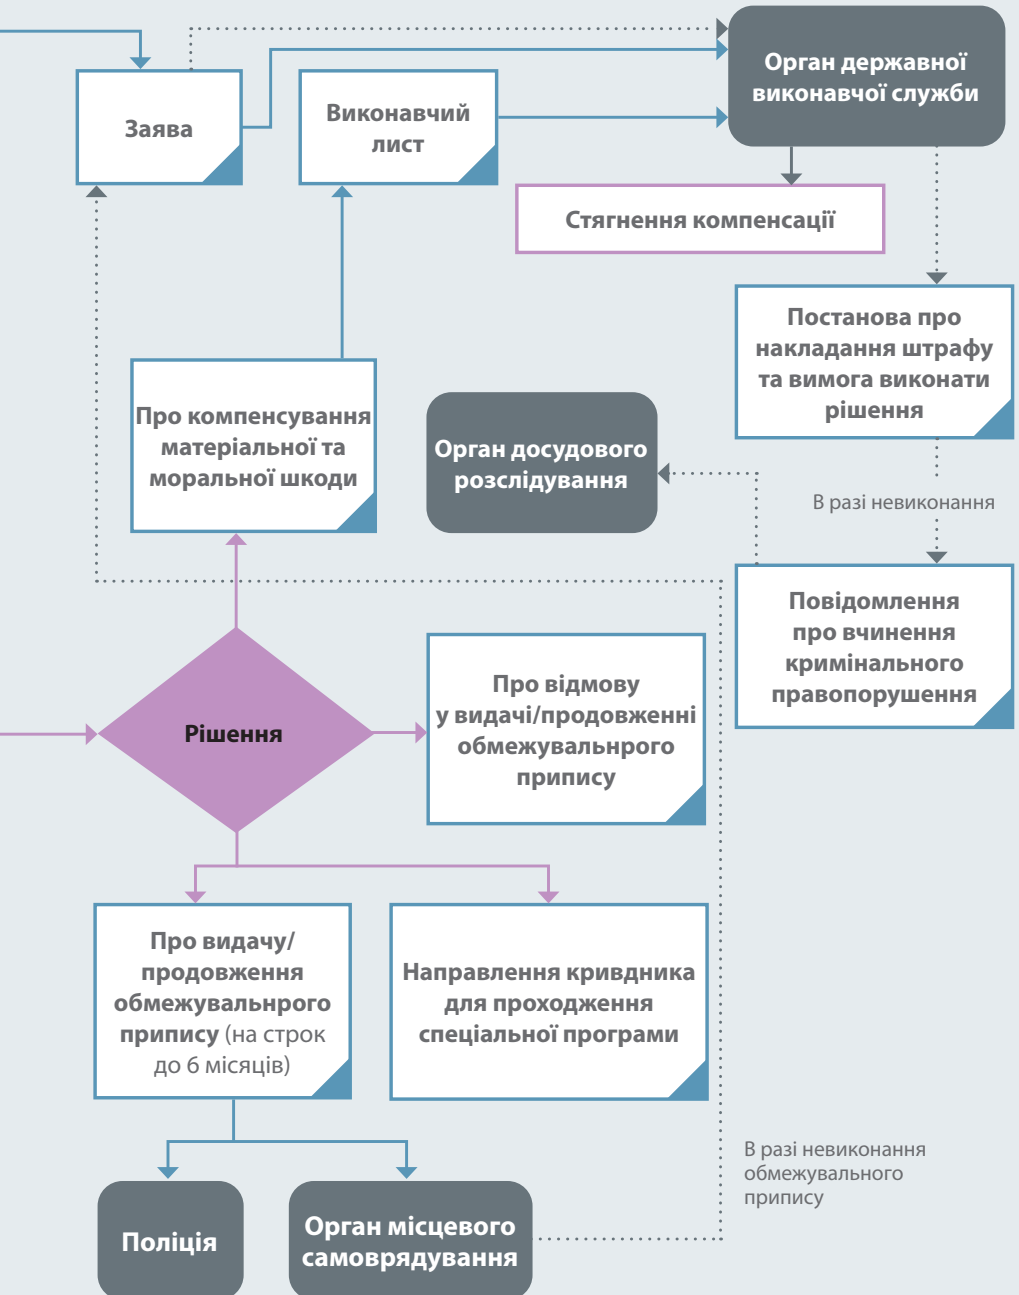 Заява
Виконавчий
лист
Орган державної
виконавчої служби
Стягнення компенсації
Постанова про
накладання штрафу
та вимога виконати
рішення
Про компенсування
матеріальної та
моральної шкоди
Орган досудового
розслідування
В разі невиконання
Повідомлення
про вчинення
кримінального
правопорушення
Рішення
Про відмову
у видачі/продовженні
обмежувальнрого
припису
Про видачу/
продовження
обмежувальнрого
припису (на строк
до 6 місяців)
Направлення кривдника
для проходження
спеціальної програми
В разі невиконання
обмежувального
припису
Поліція
Орган місцевого
самоврядування